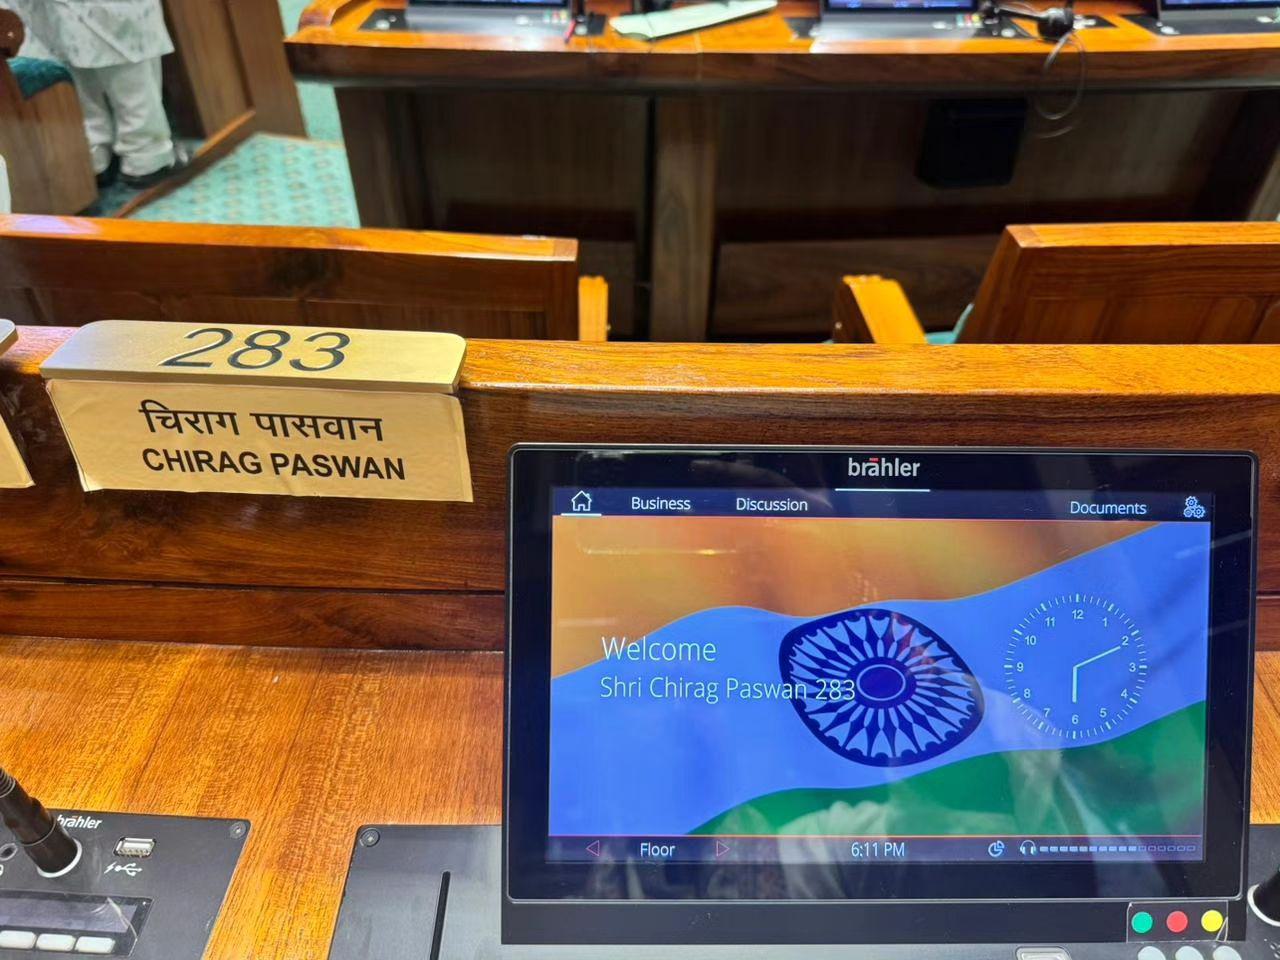 283
चिराग पासवान
CHIRAG PASWAN
brähler
Business Discussion Documents
12
11 1
10 2
9 3
8 4
7 5
6
Welcome
Shri Chirag Paswan 283
Floor 6:11 PM
brähler